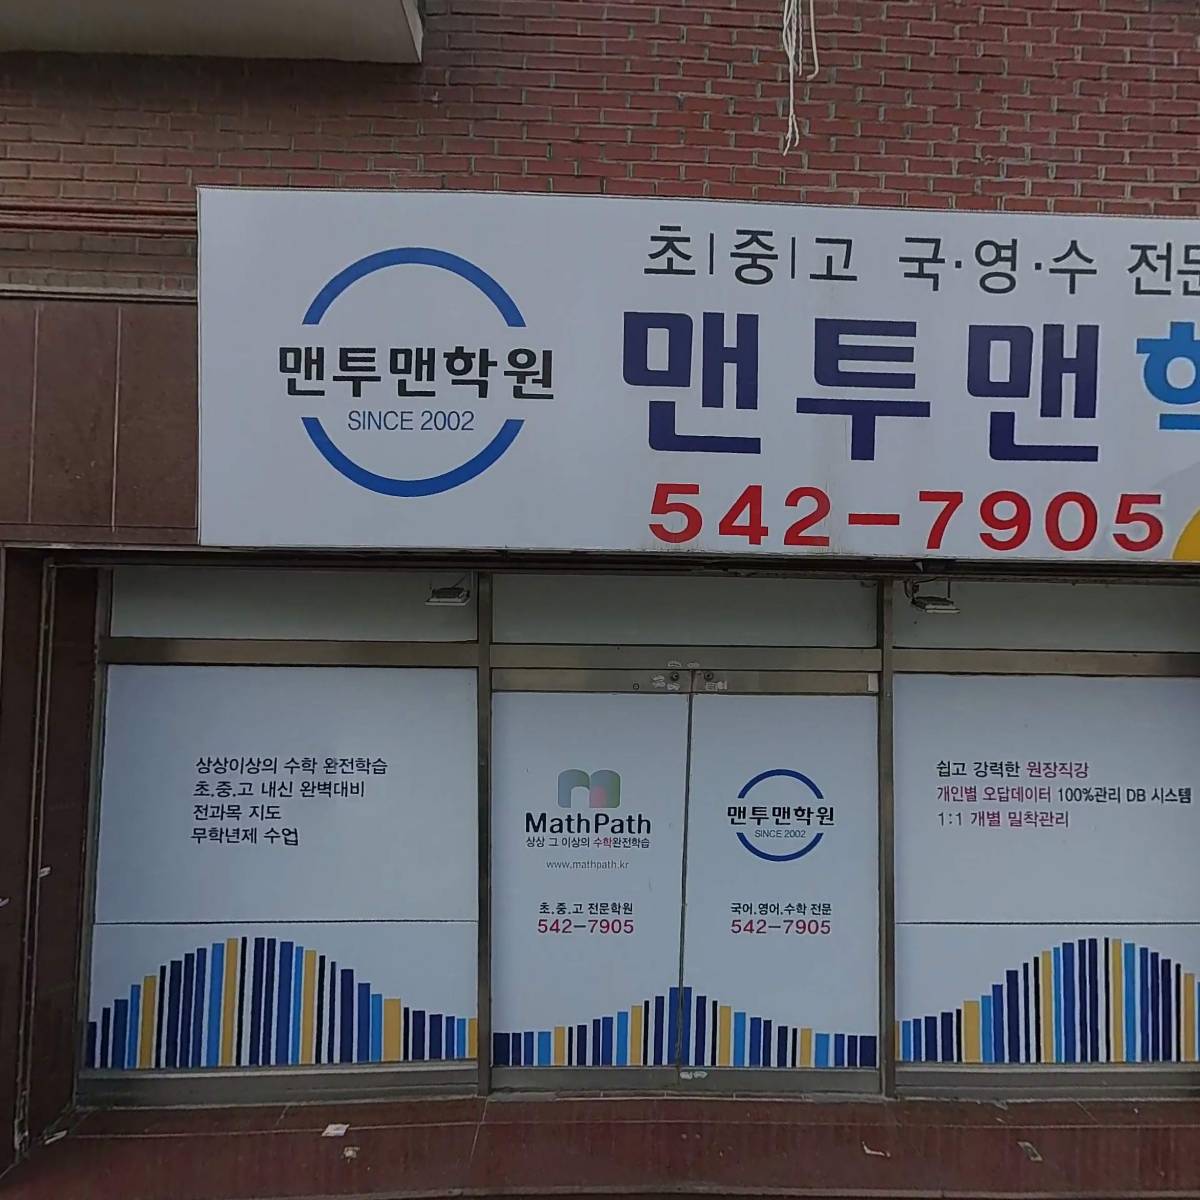 초|중|고 국·영·수 전문
맨투맨학원
SINCE 2002
맨투맨
542-7905
상상이상의 수학 완전학습
초.중.고 내신 완벽대비
전과목 지도
무학년제 수업
MathPath
상상 그 이상의 수학완전학습
www.mathpath.kr
초.중.고 전문학원
542-7905
맨투맨학원
SINCE 2002
국어.영어.수학 전문
542-7905
쉽고 강력한 원장직강
개인별 오답데이터 100%관리 DB 시스템
1:1 개별 밀착관리